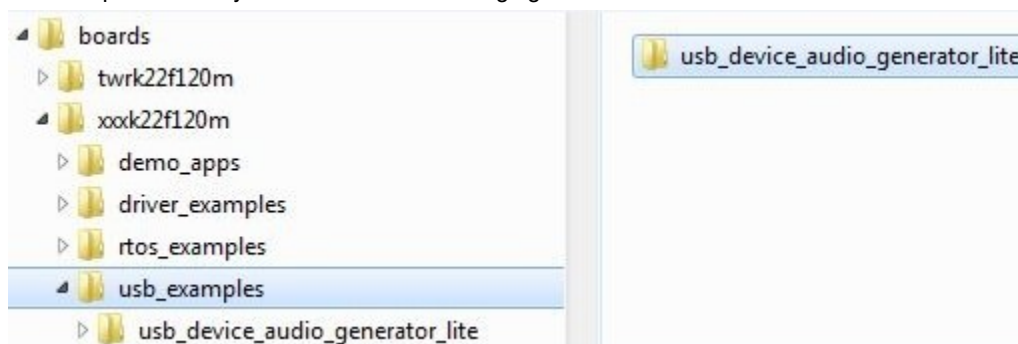 boards
twrk22f120m
xxxk22f120m
demo_apps
driver_examples
rtos_examples
usb_examples
usb_device_audio_generator_lite
usb_device_audio_generator_lite